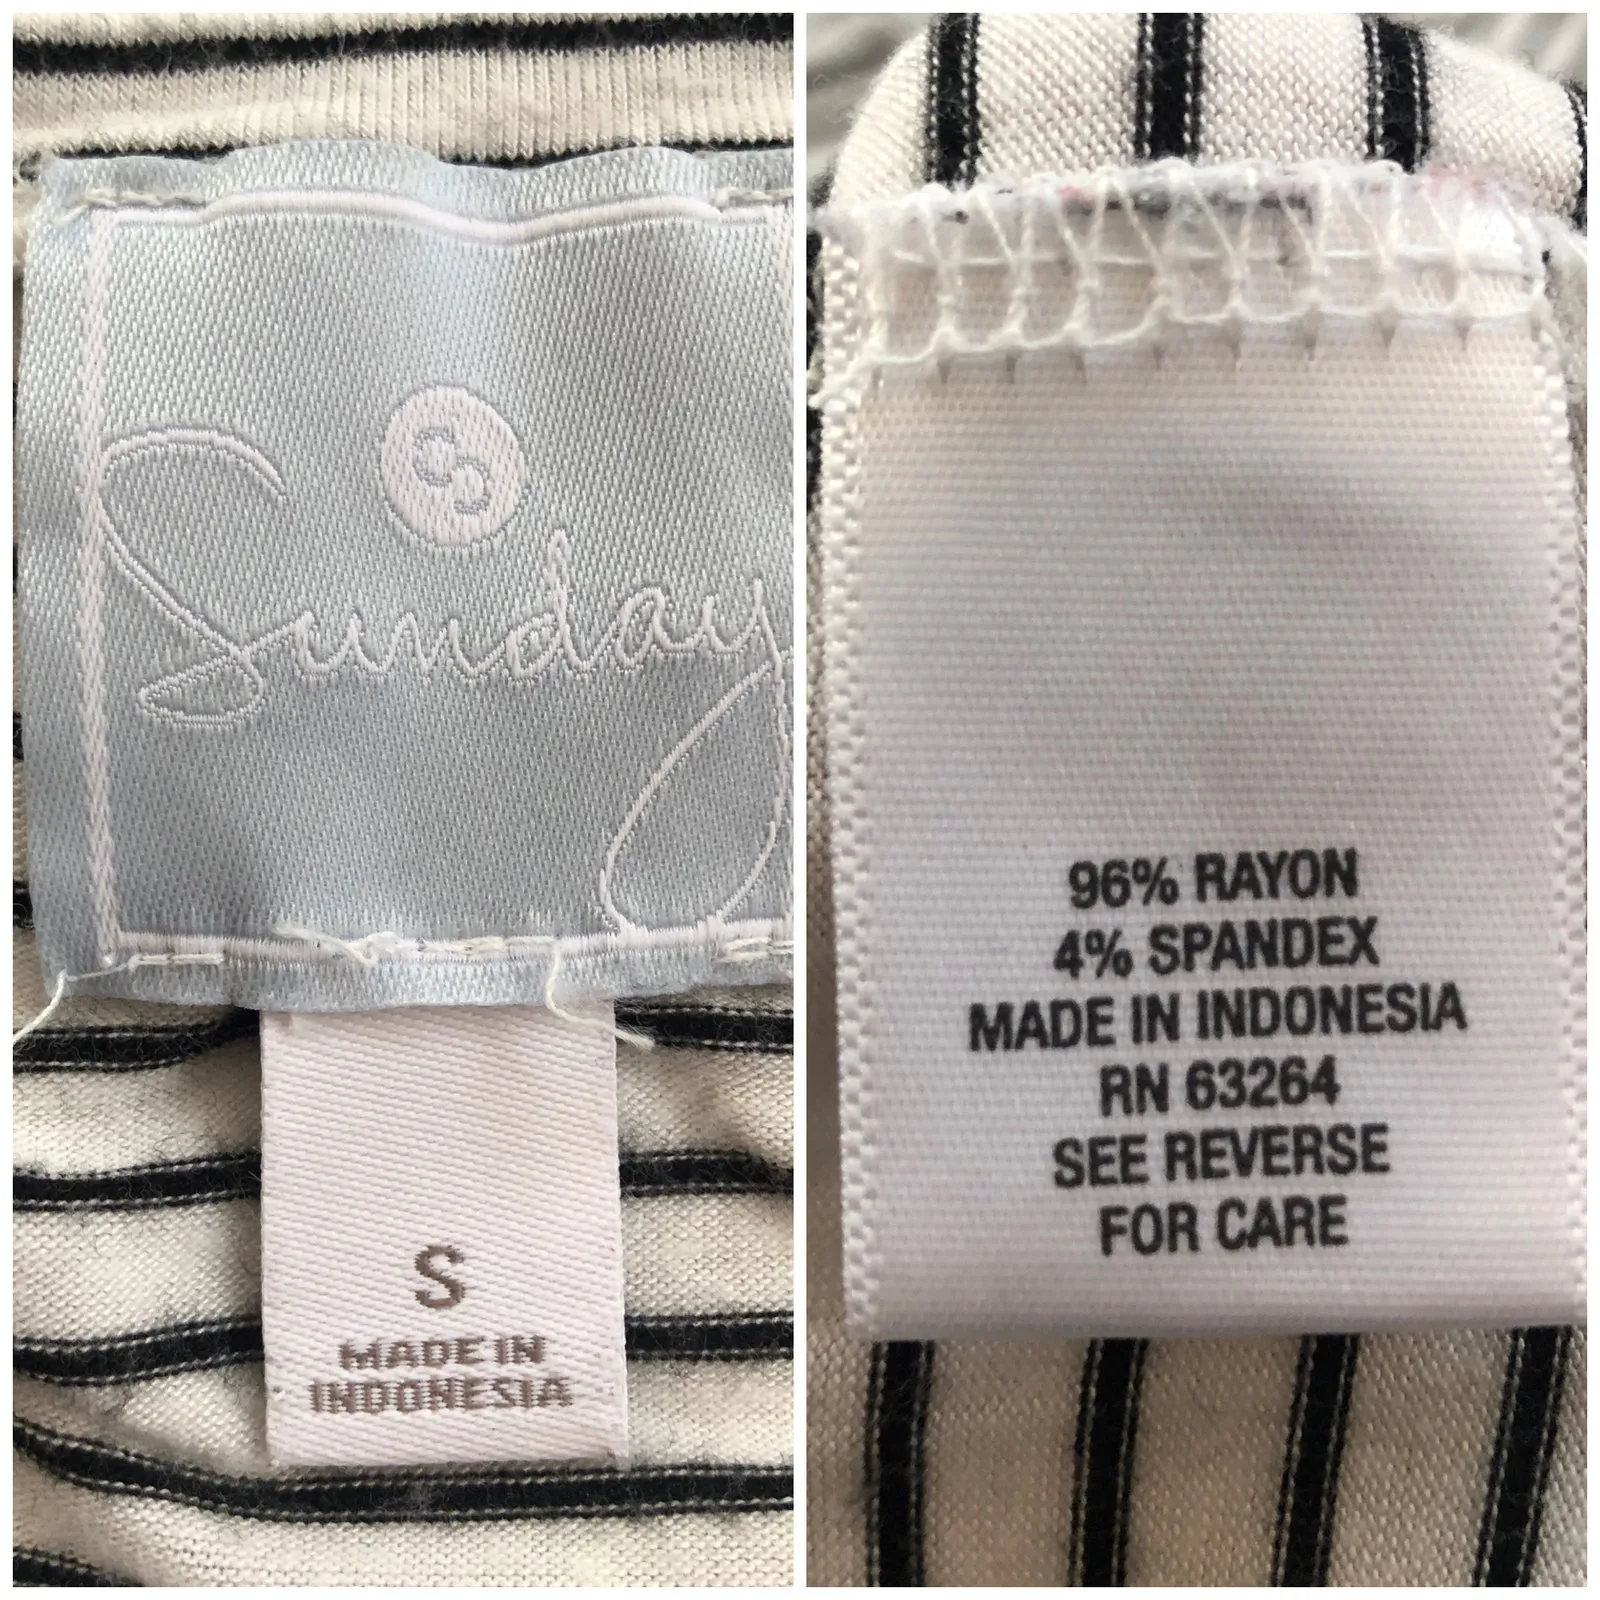 Sunday
S
MADE IN
INDONESIA
96% RAYON
4% SPANDEX
MADE IN INDONESIA
RN 63264
SEE REVERSE
FOR CARE